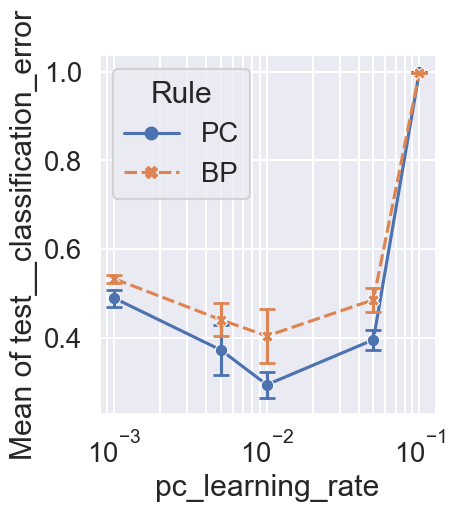 Mean of test__classification_error
1.0
0.8
0.6
0.4
Rule
PC
BP
10⁻³
10⁻²
10⁻¹
pc_learning_rate